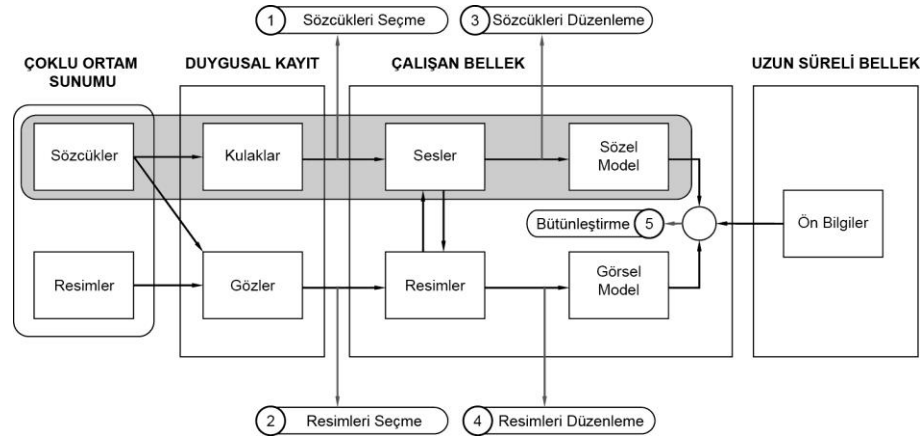 1 Sözcükleri Seçme
3 Sözcükleri Düzenleme
ÇOKLU ORTAM
SUNUMU
DUYGUSAL KAYIT
ÇALIŞAN BELLEK
UZUN SÜRELİ BELLEK
Sözcükler
Kulaklar
Sesler
Sözel
Model
Bütünleştirme 5
Ön Bilgiler
Resimler
Gözler
Resimler
Görsel
Model
2 Resimleri Seçme
4 Resimleri Düzenleme